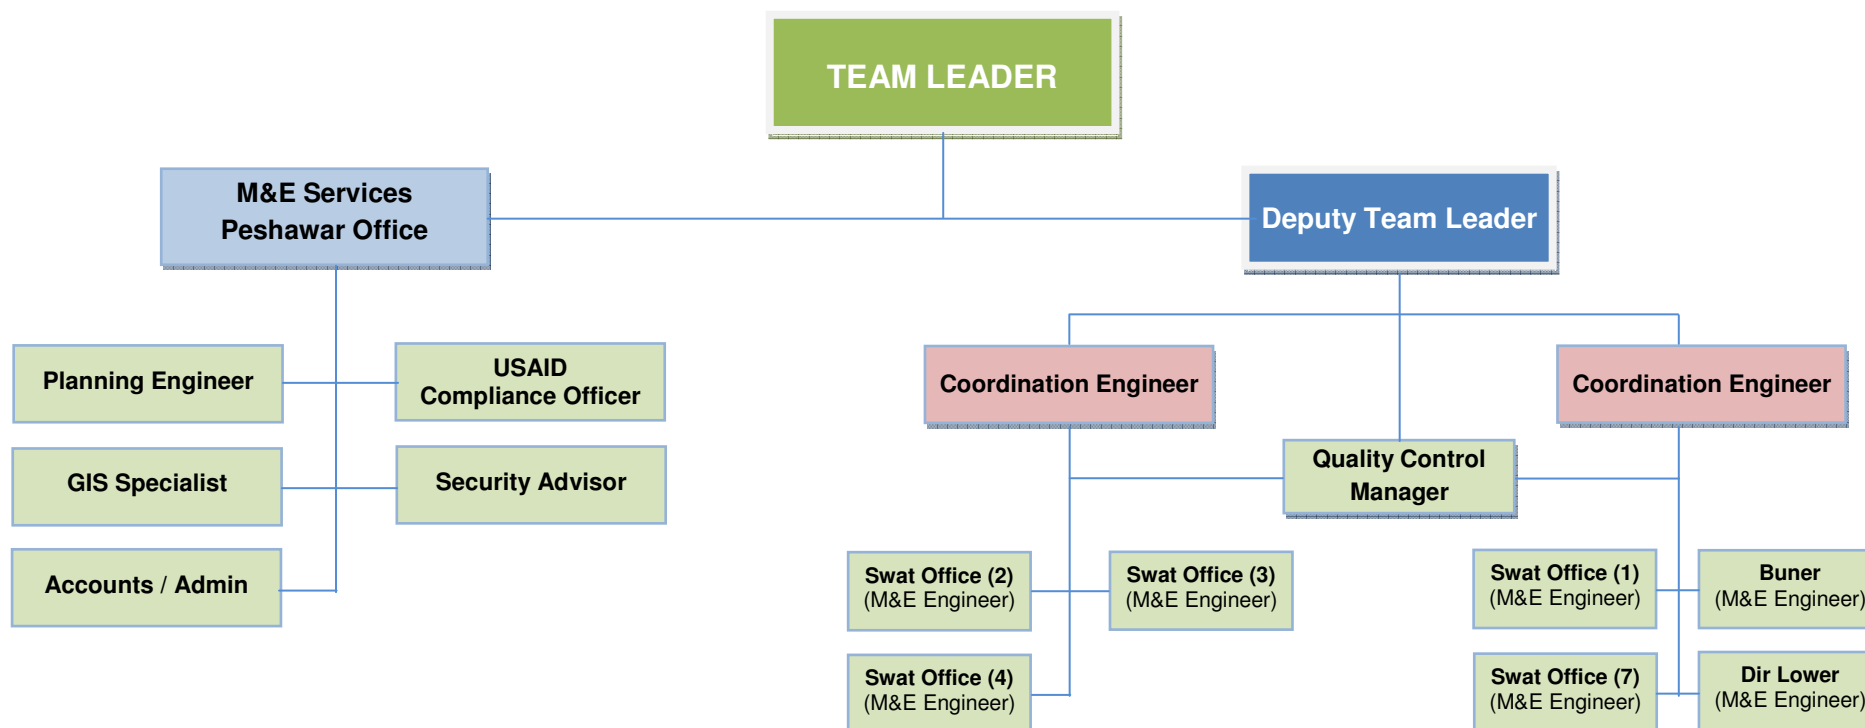 TEAM LEADER
M&E Services
Peshawar Office
Deputy Team Leader
Planning Engineer
USAID
Compliance Officer
Coordination Engineer
Coordination Engineer
GIS Specialist
Security Advisor
Quality Control
Manager
Accounts / Admin
Swat Office (2)
(M&E Engineer)
Swat Office (3)
(M&E Engineer)
Swat Office (1)
(M&E Engineer)
Buner
(M&E Engineer)
Swat Office (4)
(M&E Engineer)
Swat Office (7)
(M&E Engineer)
Dir Lower
(M&E Engineer)